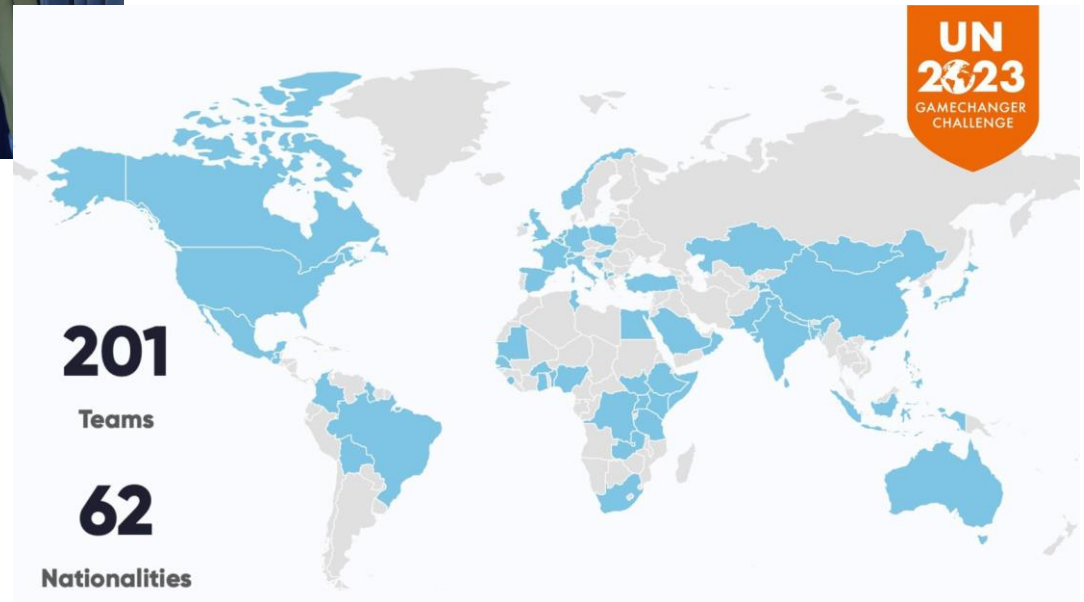 UN
2023
GAMECHANGER
CHALLENGE
201
Teams
62
Nationalities